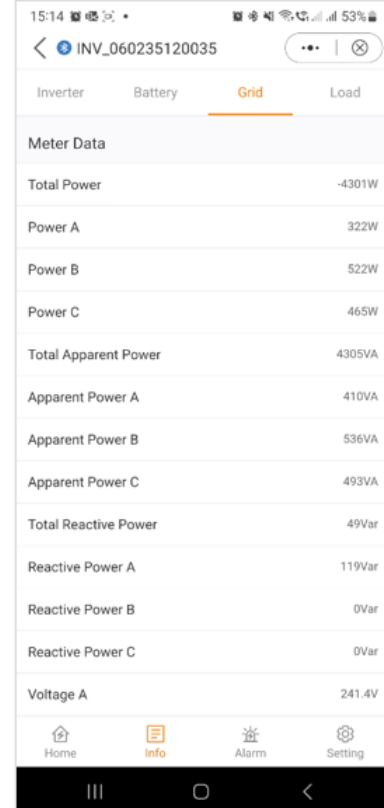 15:14
53%
INV_060235120035
Inverter Battery Grid Load
Meter Data
Total Power -4301W
Power A 322W
Power B 522W
Power C 465W
Total Apparent Power 4305VA
Apparent Power A 410VA
Apparent Power B 536VA
Apparent Power C 493VA
Total Reactive Power 49Var
Reactive Power A 119Var
Reactive Power B 0Var
Reactive Power C 0Var
Voltage A 241.4V
Home Info Alarm Setting